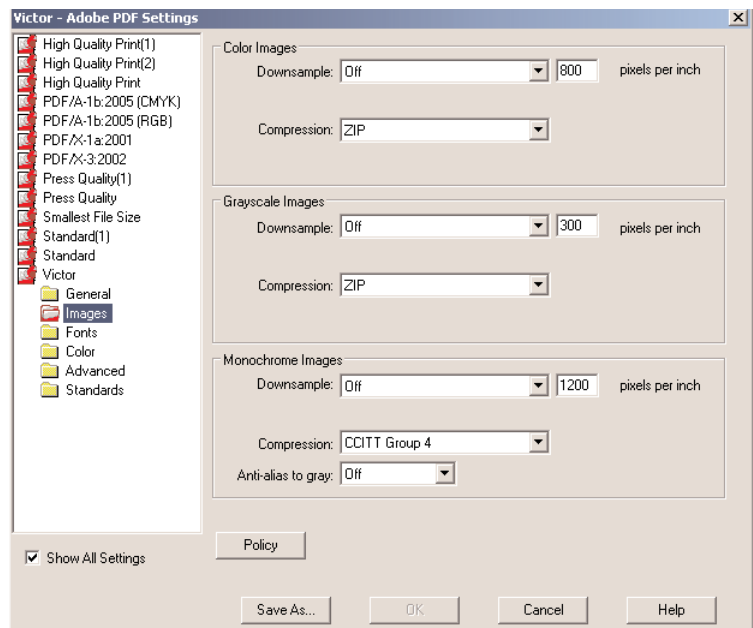 Victor - Adobe PDF Settings
High Quality Print(1)
High Quality Print(2)
High Quality Print
PDF/A-1b:2005 (CMYK)
PDF/A-1b:2005 (RGB)
PDF/X-1a:2001
PDF/X-3:2002
Press Quality(1)
Press Quality
Smallest File Size
Standard(1)
Standard
Victor
General
Images
Fonts
Color
Advanced
Standards
Show All Settings
Color Images
Downsample: Off 800 pixels per inch
Compression: ZIP
Grayscale Images
Downsample: Off 300 pixels per inch
Compression: ZIP
Monochrome Images
Downsample: Off 1200 pixels per inch
Compression: CCITT Group 4
Anti-alias to gray: Off
Policy
Save As... OK Cancel Help